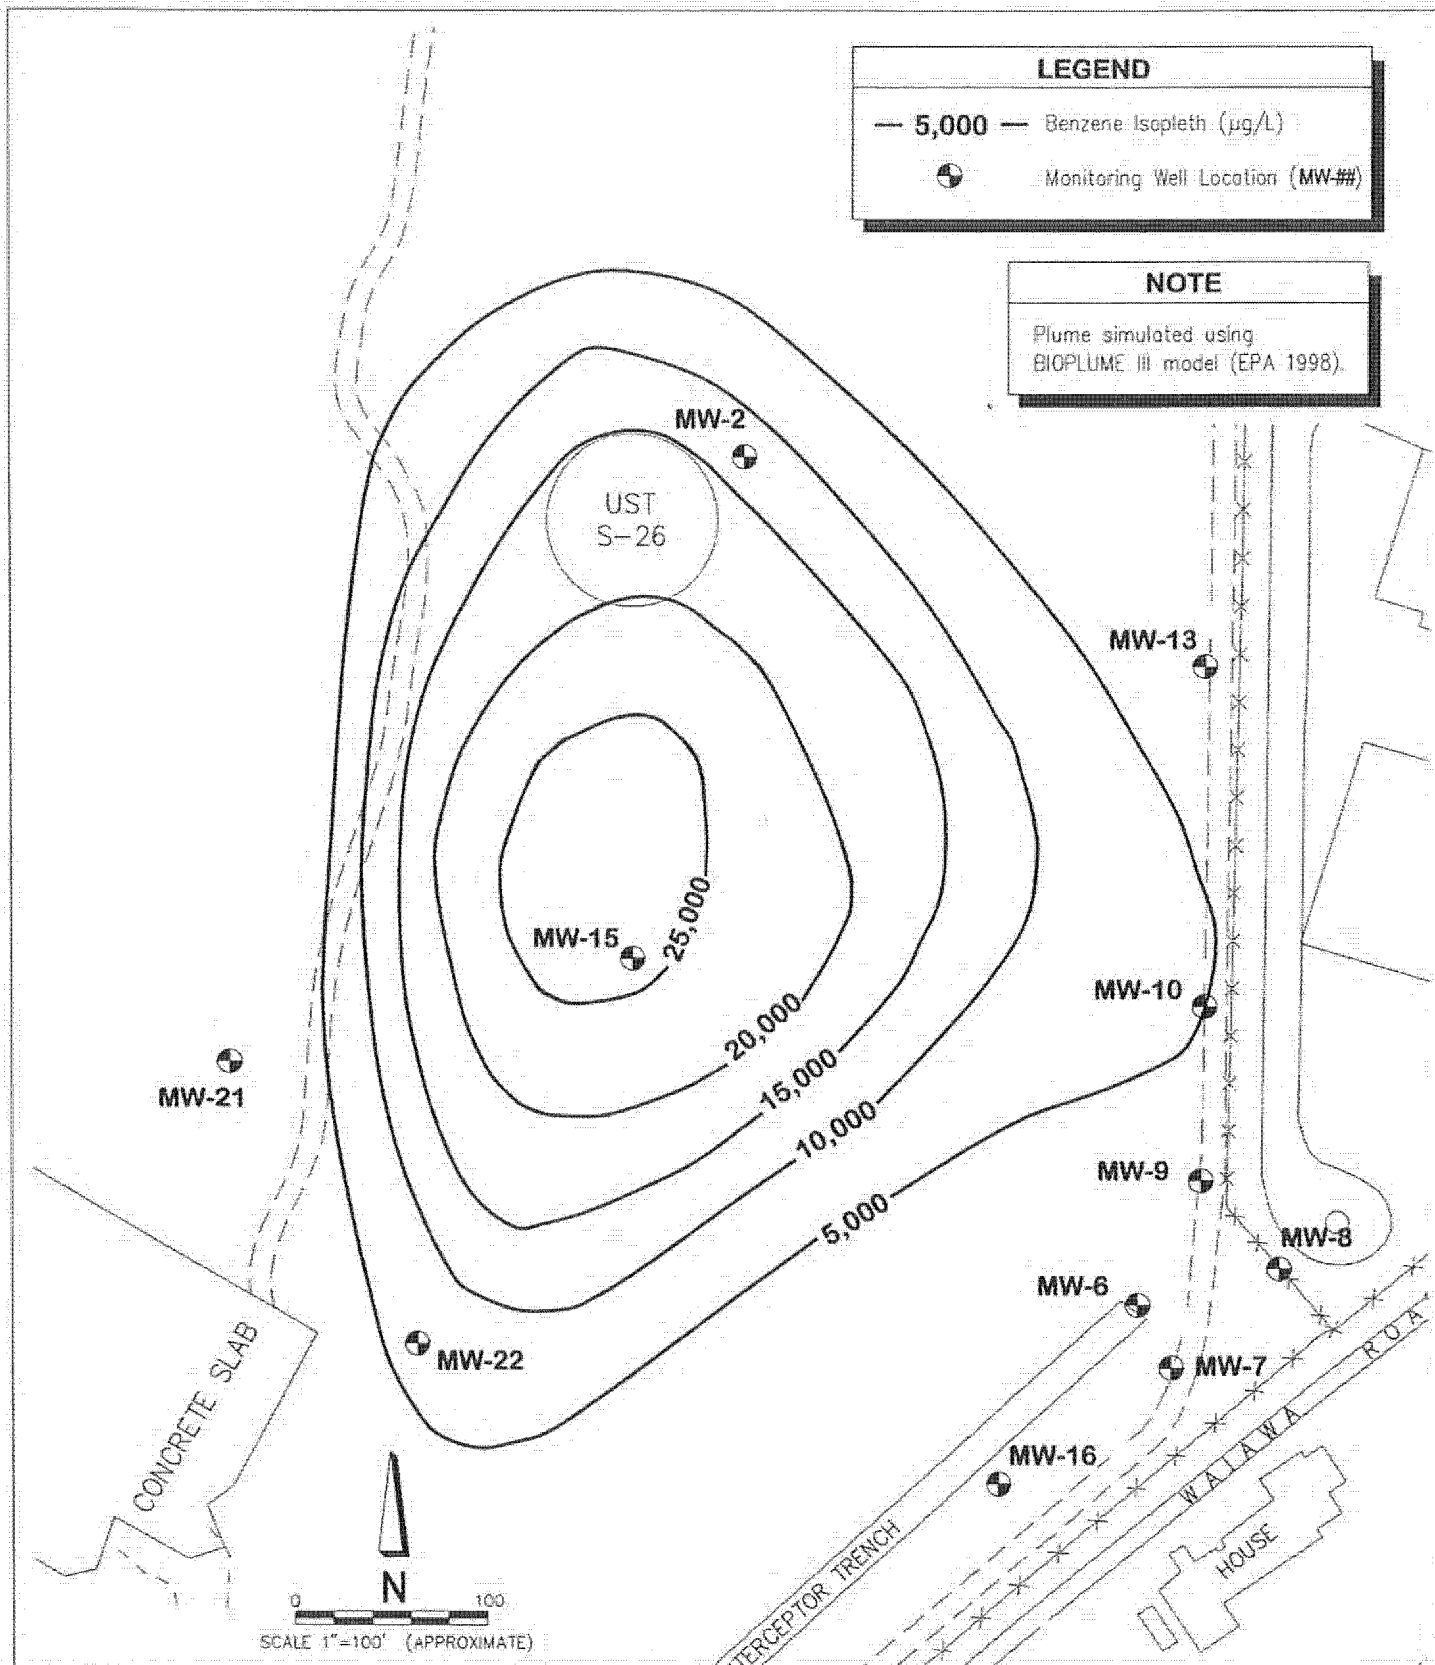 LEGEND
— 5,000 — Benzene Isopleth (µg/L)
Monitoring Well Location (MW-##)
NOTE
Plume simulated using
BIOPLUME III model (EPA 1998).
MW-2
UST
S-26
MW-13
25,000
MW-15
MW-10
20,000
MW-21
15,000
10,000
MW-9
5,000
MW-8
MW-6
MW-22
MW-7
CONCRETE SLAB
MW-16
WAIAWA ROA
HOUSE
TERCEPTOR TRENCH
N
0 100
SCALE 1"=100' (APPROXIMATE)